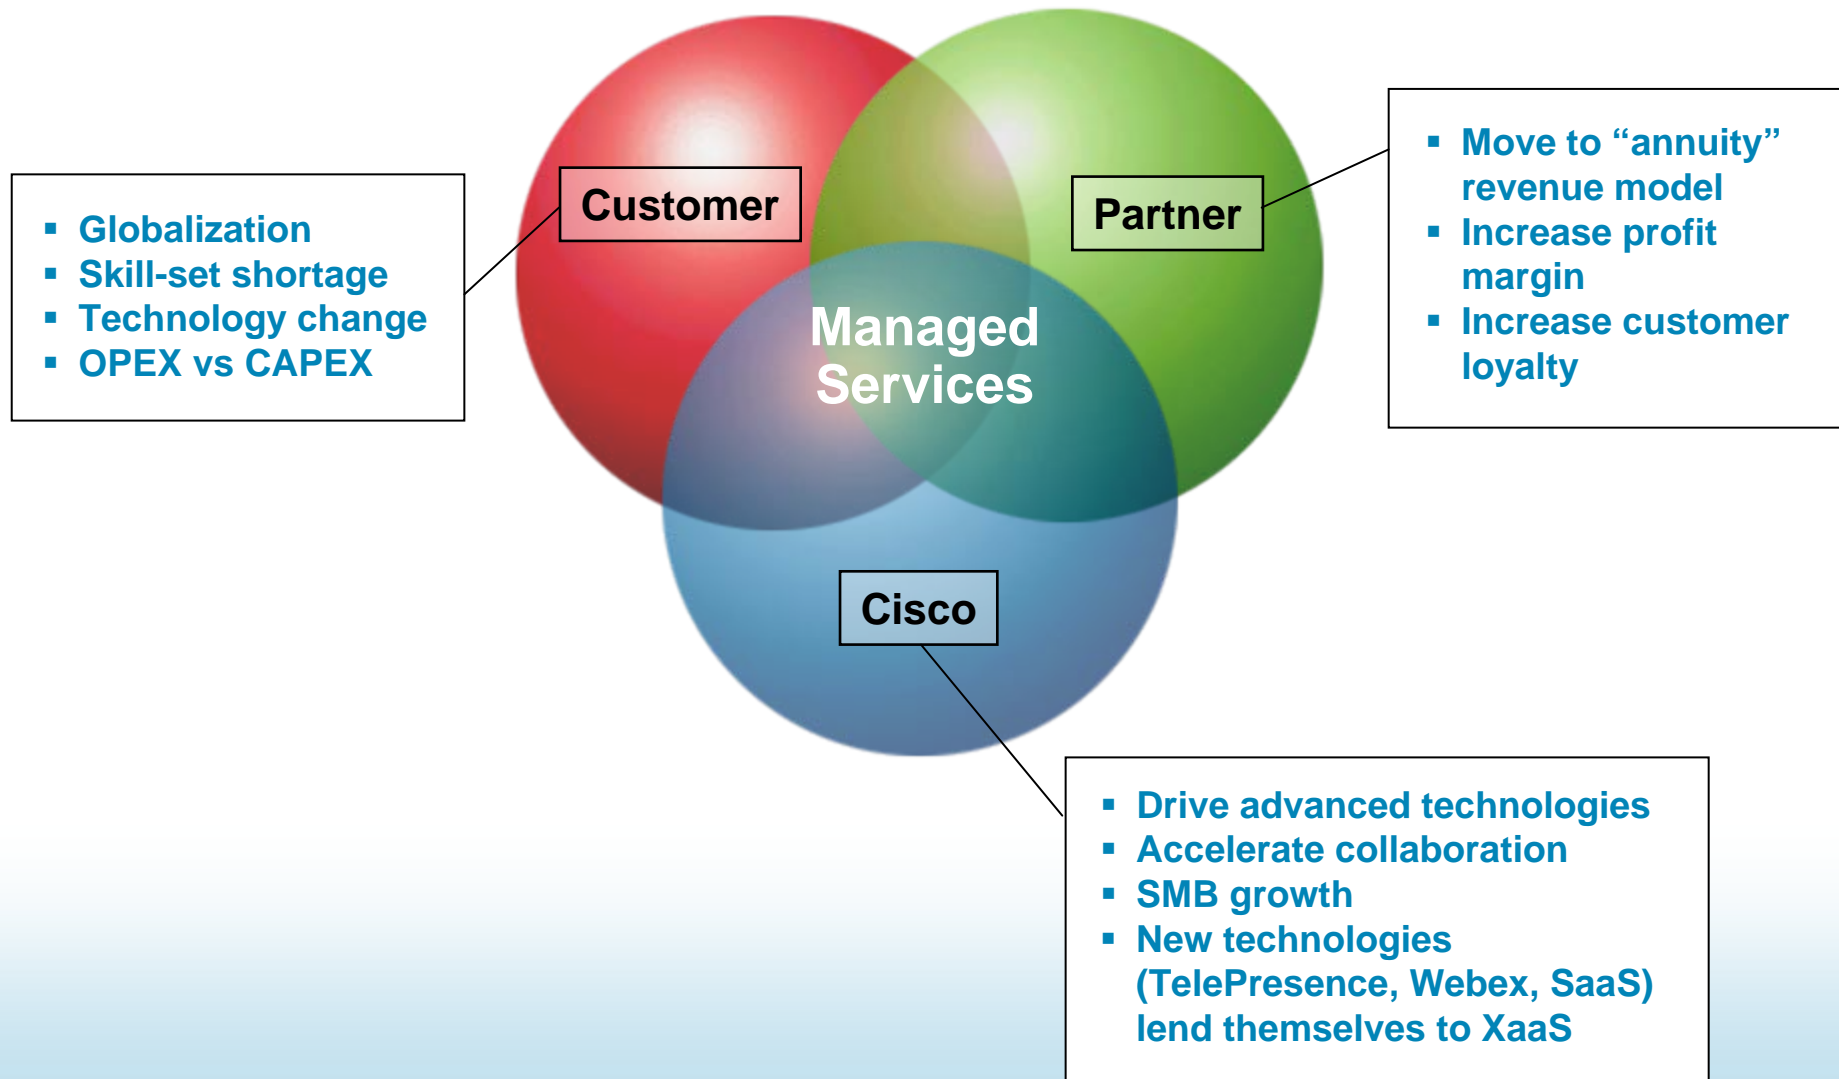 Customer
Partner
Managed
Services
Cisco
▪ Globalization
▪ Skill-set shortage
▪ Technology change
▪ OPEX vs CAPEX
▪ Move to “annuity”
revenue model
▪ Increase profit
margin
▪ Increase customer
loyalty
▪ Drive advanced technologies
▪ Accelerate collaboration
▪ SMB growth
▪ New technologies
(TelePresence, Webex, SaaS)
lend themselves to XaaS